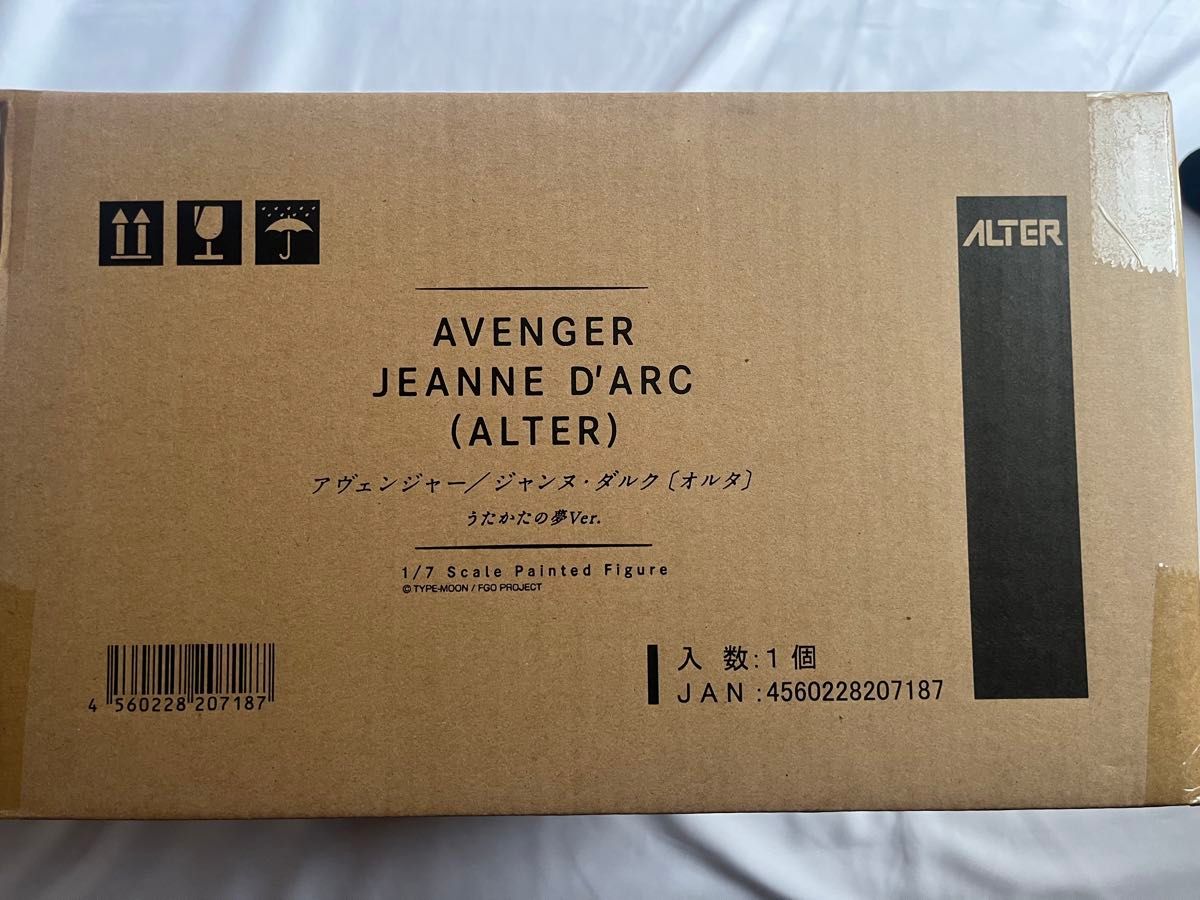 ALTER
AVENGER
JEANNE D'ARC
(ALTER)
アヴェンジャー／ジャンヌ・ダルク〔オルタ〕
うたかたの夢Ver.
1/7 Scale Painted Figure
© TYPE-MOON / FGO PROJECT
4 560228 207187
入 数:1 個
JAN :4560228207187